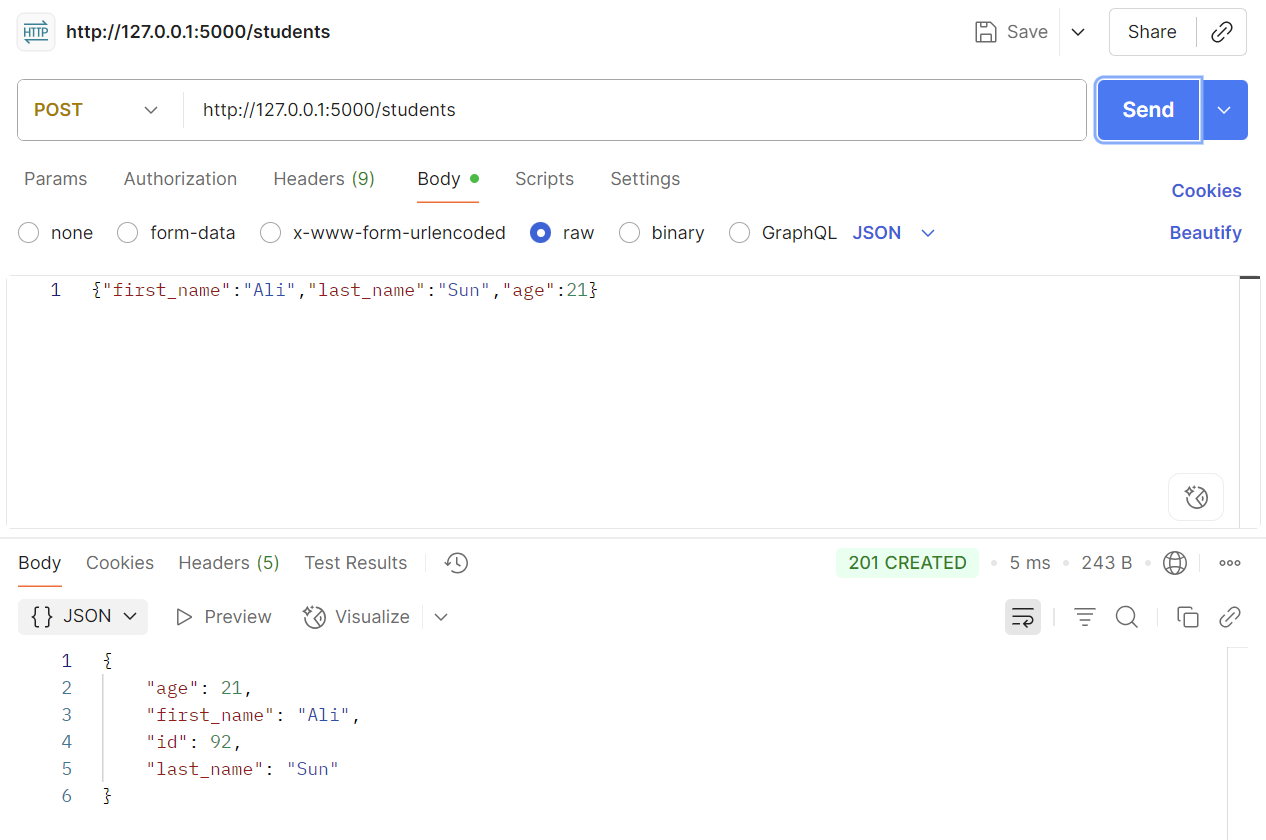 HTTP http://127.0.0.1:5000/students Save Share
POST http://127.0.0.1:5000/students Send
Params Authorization Headers (9) Body Scripts Settings Cookies
none form-data x-www-form-urlencoded raw binary GraphQL JSON Beautify
1 {"first_name":"Ali","last_name":"Sun","age":21}
Body Cookies Headers (5) Test Results 201 CREATED 5 ms 243 B
{} JSON Preview Visualize
1 {
2 "age": 21,
3 "first_name": "Ali",
4 "id": 92,
5 "last_name": "Sun"
6 }